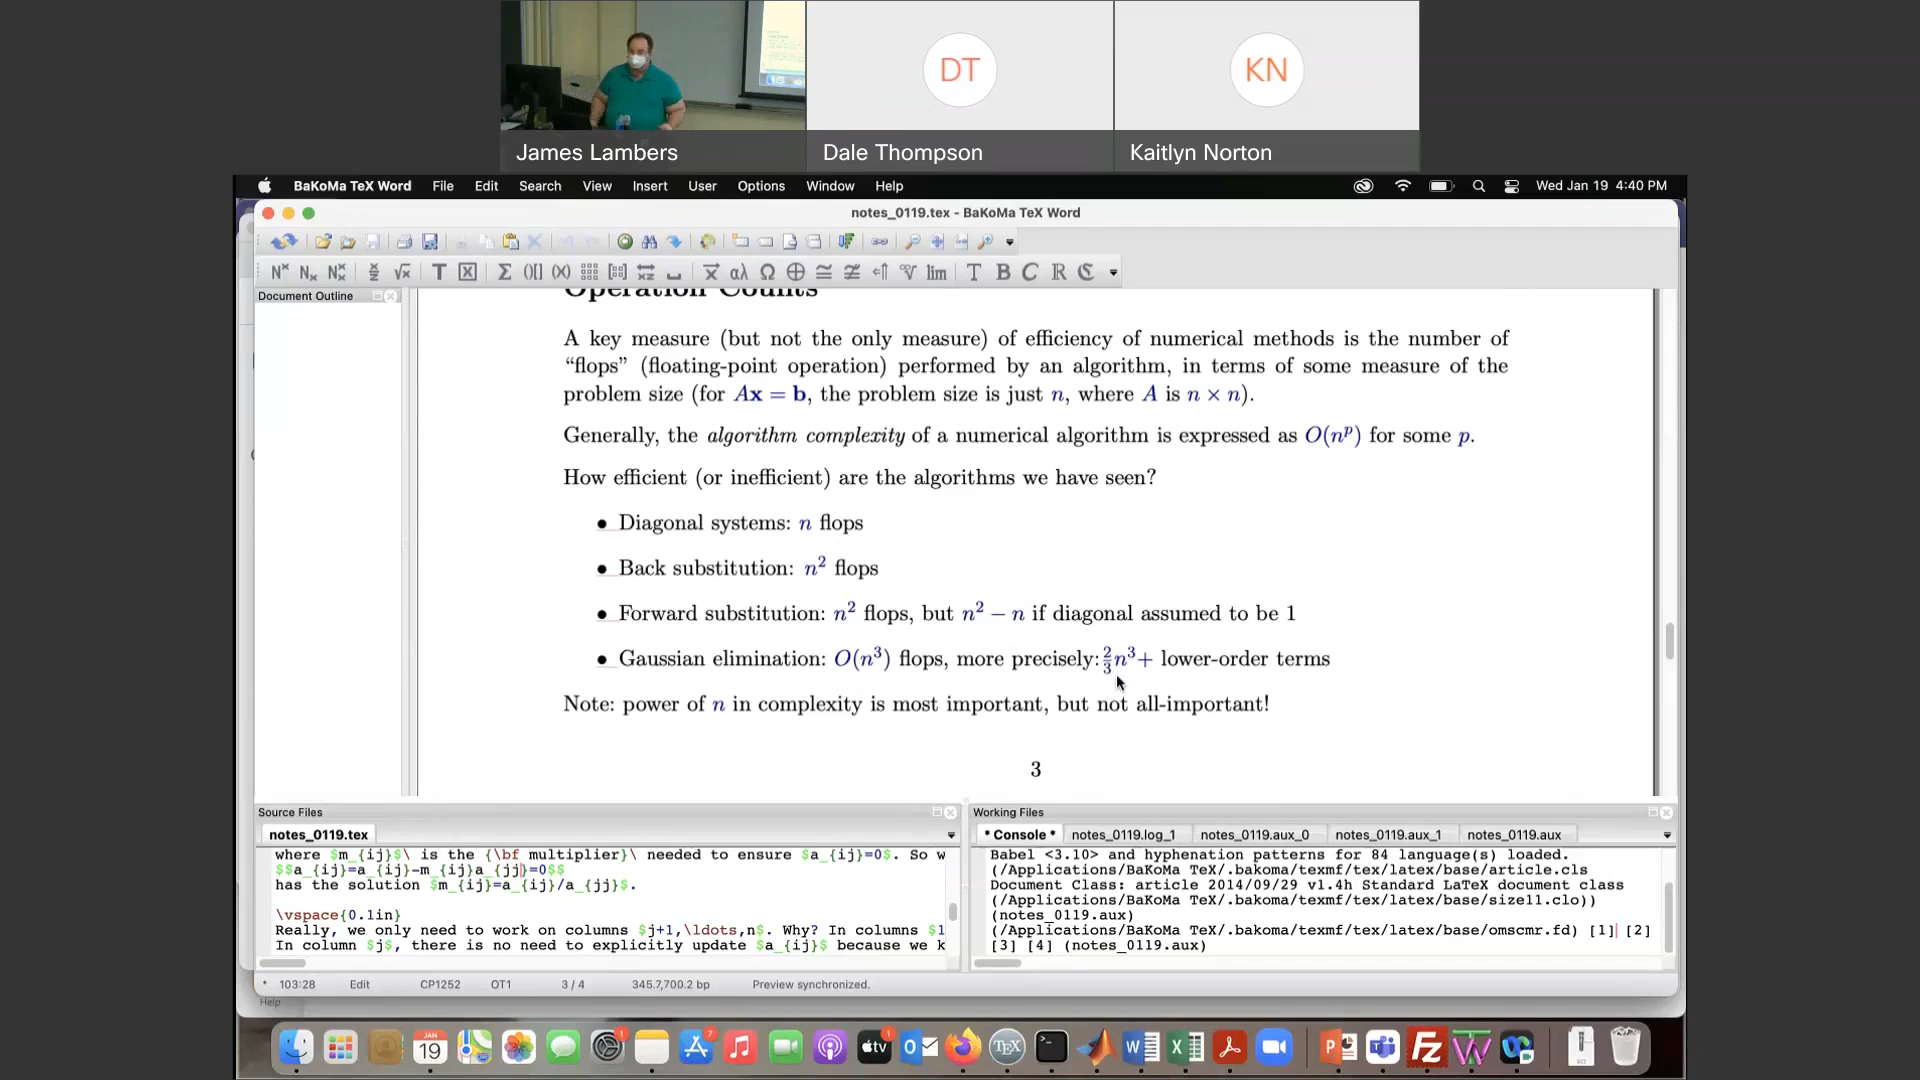 DT
KN
James Lambers
Dale Thompson
Kaitlyn Norton
BaKoMa TeX Word File Edit Search View Insert User Options Window Help
Wed Jan 19 4:40 PM
notes_0119.tex - BaKoMa TeX Word
Document Outline
Operation Counts
A key measure (but not the only measure) of efficiency of numerical methods is the number of
“flops” (floating-point operation) performed by an algorithm, in terms of some measure of the
problem size (for Ax = b, the problem size is just n, where A is n × n).
Generally, the algorithm complexity of a numerical algorithm is expressed as O(n^p) for some p.
How efficient (or inefficient) are the algorithms we have seen?
• Diagonal systems: n flops
• Back substitution: n² flops
• Forward substitution: n² flops, but n² − n if diagonal assumed to be 1
• Gaussian elimination: O(n³) flops, more precisely: 2/3 n³+ lower-order terms
Note: power of n in complexity is most important, but not all-important!
3
Source Files
notes_0119.tex
where $m_{ij}$\ is the {\bf multiplier}\ needed to ensure $a_{ij}=0$. So w
$$a_{ij}=a_{ij}-m_{ij}a_{jj}=0$$
has the solution $m_{ij}=a_{ij}/a_{jj}$.
\vspace{0.1in}
Really, we only need to work on columns $j+1,\ldots,n$. Why? In columns $1
In column $j$, there is no need to explicitly update $a_{ij}$ because we k
Working Files
* Console * notes_0119.log_1 notes_0119.aux_0 notes_0119.aux_1 notes_0119.aux
Babel <3.10> and hyphenation patterns for 84 language(s) loaded.
(/Applications/BaKoMa TeX/.bakoma/texmf/tex/latex/base/article.cls
Document Class: article 2014/09/29 v1.4h Standard LaTeX document class
(/Applications/BaKoMa TeX/.bakoma/texmf/tex/latex/base/size11.clo))
(notes_0119.aux)
(/Applications/BaKoMa TeX/.bakoma/texmf/tex/latex/base/omscmr.fd) [1] [2]
[3] [4] (notes_0119.aux)
* 103:28 Edit CP1252 OT1 3 / 4 345.7,700.2 bp Preview synchronized.
Help
JAN
19
1
7
tv
1
TEX